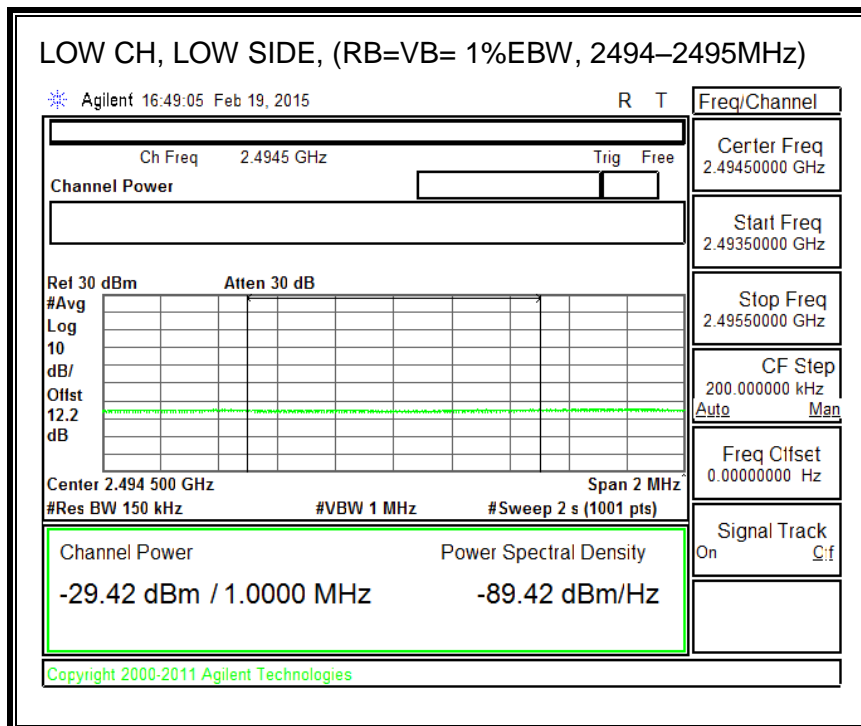 LOW CH, LOW SIDE, (RB=VB= 1%EBW, 2494–2495MHz)
Agilent 16:49:05 Feb 19, 2015 R T
Ch Freq 2.4945 GHz Trig Free
Channel Power
Ref 30 dBm Atten 30 dB
#Avg
Log
10
dB/
Offst
12.2
dB
Center 2.494 500 GHz Span 2 MHz
#Res BW 150 kHz #VBW 1 MHz #Sweep 2 s (1001 pts)
Channel Power Power Spectral Density
-29.42 dBm / 1.0000 MHz -89.42 dBm/Hz
Copyright 2000-2011 Agilent Technologies
Freq/Channel
Center Freq
2.49450000 GHz
Start Freq
2.49350000 GHz
Stop Freq
2.49550000 GHz
CF Step
200.000000 kHz
Auto Man
Freq Offset
0.00000000 Hz
Signal Track
On Off